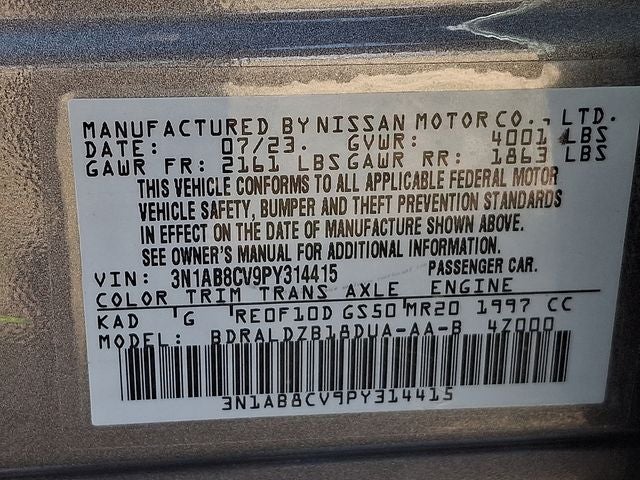 MANUFACTURED BY NISSAN MOTOR CO., LTD.
DATE: 07/23. GVWR: 4001 LBS
GAWR FR: 2161 LBS GAWR RR: 1863 LBS
THIS VEHICLE CONFORMS TO ALL APPLICABLE FEDERAL MOTOR
VEHICLE SAFETY, BUMPER AND THEFT PREVENTION STANDARDS
IN EFFECT ON THE DATE OF MANUFACTURE SHOWN ABOVE.
SEE OWNER'S MANUAL FOR ADDITIONAL INFORMATION.
VIN: 3N1AB8CV9PY314415 PASSENGER CAR.
COLOR TRIM TRANS AXLE ENGINE
KAD G RE0F10D GS50 MR20 1997 CC
MODEL: BDRALDZB18DUA-AA-B 4Z000
3N1AB8CV9PY314415